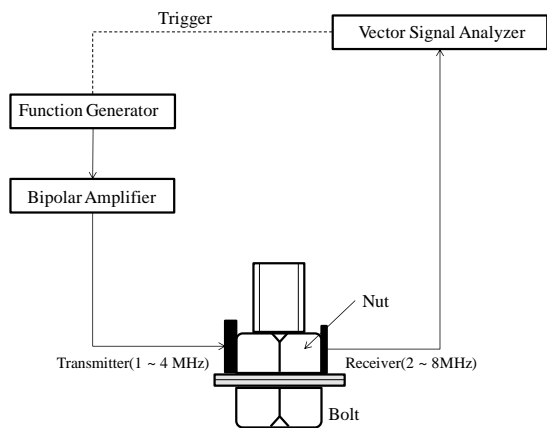 Trigger
Vector Signal Analyzer
Function Generator
Bipolar Amplifier
Nut
Transmitter(1 ~ 4 MHz)
Receiver(2 ~ 8MHz)
Bolt